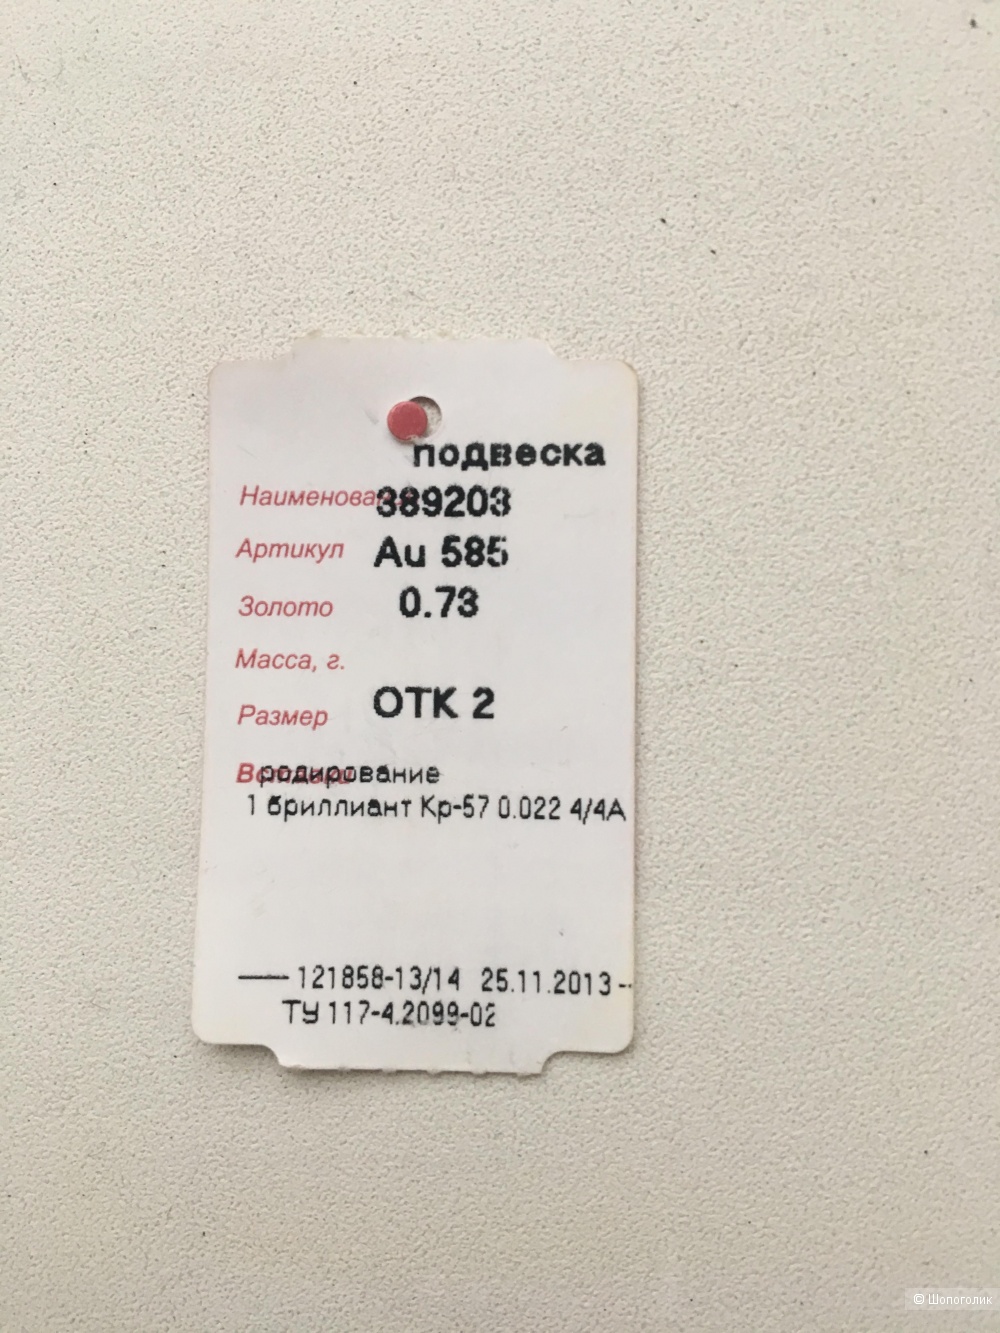 подвеска
Наименован 389203
Артикул Au 585
Золото 0.73
Масса, г.
Размер ОТК 2
родирование
1 бриллиант Кр-57 0.022 4/4А
121858-13/14 25.11.2013
ТУ 117-4.2099-02
© Шопоголик